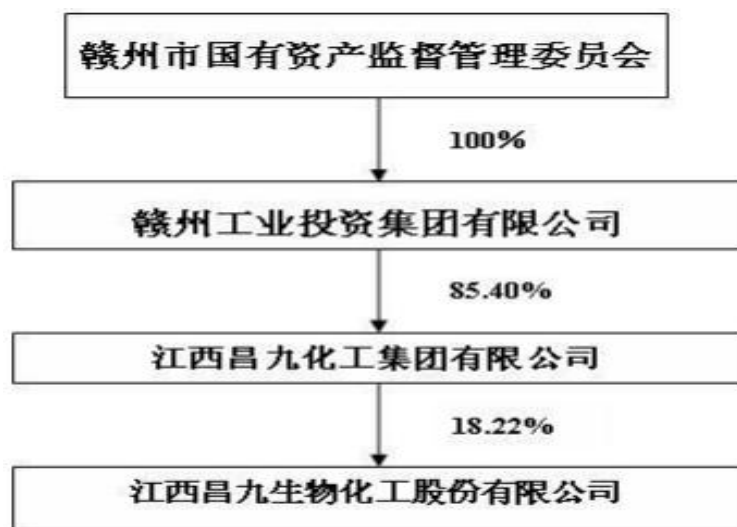 赣州市国有资产监督管理委员会
100%
赣州工业投资集团有限公司
85.40%
江西昌九化工集团有限公司
18.22%
江西昌九生物化工股份有限公司